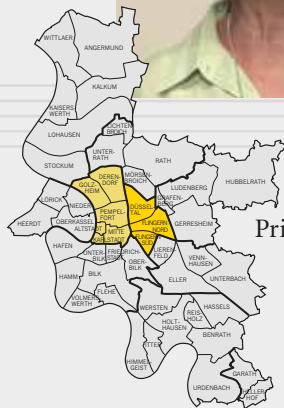 WITTLAER
ANGERMUND
KALKUM
KAISERS
WERTH
LOHAUSEN
LICHTEN
BROICH
UNTER-
RATH
STOCKUM
RATH
MÖRSEN-
BROICH
HUBBELRATH
LUDENBERG
DEREN-
DORF
GOLZ-
HEIM
GRAFEN-
BERG
DÜSSEL
TAL
LÖRICK
NIEDER
GERRESHEIM
PEMPEL-
FORT
FLINGERN
NORD
Pri
HEERDT
OBERKASSEL
ALTSTADT
MITTE
KARLSTADT
FLINGERN
SÜD
LIEREN-
FELD
VENN-
HAUSEN
HAFEN
UNTER-
BILK
FRIEDRICH-
STADT
OBER-
BILK
HAMM
BILK
ELLER
UNTERBACH
FLEHE
VOLMERS
WERTH
WERSTEN
HASSELS
HOLT-
HAUSEN
REIS
HOLZ
BENRATH
ITTER
HIMMEL
GEIST
GARATH
URDENBACH
HELLER
HOF